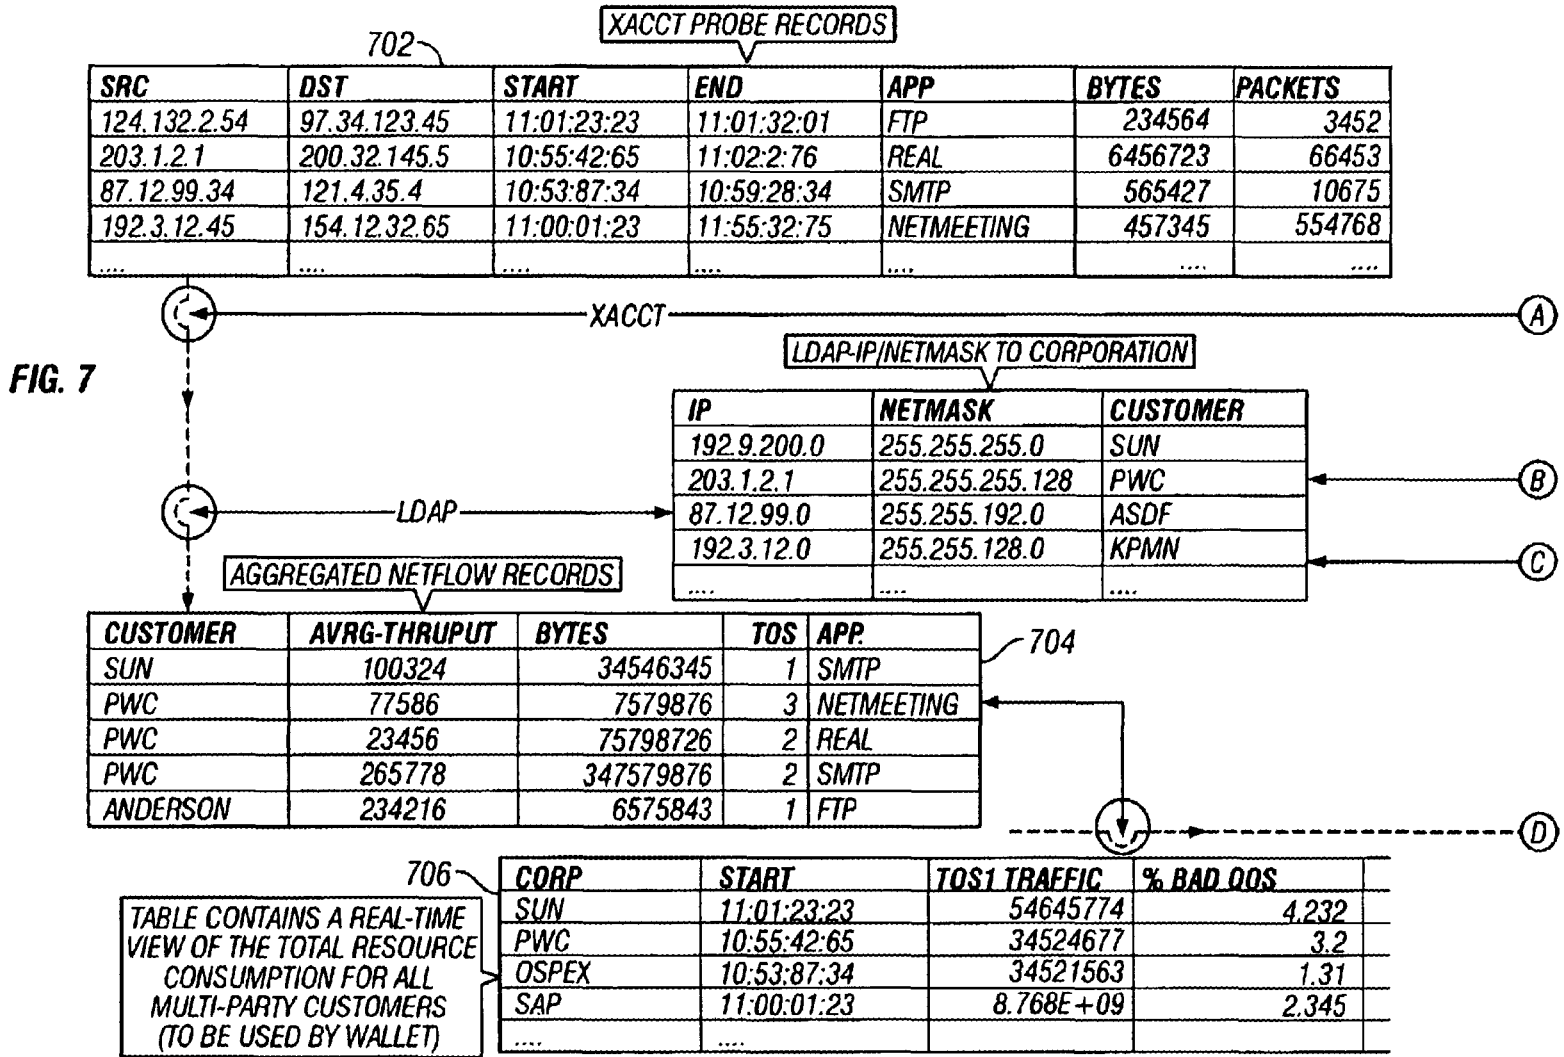 XACCT PROBE RECORDS
702
SRC DST START END APP BYTES PACKETS
124.132.2.54 97.34.123.45 11:01:23:23 11:01:32:01 FTP 234564 3452
203.1.2.1 200.32.145.5 10:55:42:65 11:02:2:76 REAL 6456723 66453
87.12.99.34 121.4.35.4 10:53:87:34 10:59:28:34 SMTP 565427 10675
192.3.12.45 154.12.32.65 11:00:01:23 11:55:32:75 NETMEETING 457345 554768
.... .... .... .... .... .... ....
XACCT A
LDAP-IP/NETMASK TO CORPORATION
FIG. 7
IP NETMASK CUSTOMER
192.9.200.0 255.255.255.0 SUN
203.1.2.1 255.255.255.128 PWC B
LDAP 87.12.99.0 255.255.192.0 ASDF
192.3.12.0 255.255.128.0 KPMN C
.... .... ....
AGGREGATED NETFLOW RECORDS
CUSTOMER AVRG-THRUPUT BYTES TOS APP.
704
SUN 100324 34546345 1 SMTP
PWC 77586 7579876 3 NETMEETING
PWC 23456 75798726 2 REAL
PWC 265778 347579876 2 SMTP
ANDERSON 234216 6575843 1 FTP
D
706
CORP START TOS1 TRAFFIC % BAD QOS
SUN 11:01:23:23 54645774 4.232
PWC 10:55:42:65 34524677 3.2
OSPEX 10:53:87:34 34521563 1.31
SAP 11:00:01:23 8.768E+09 2.345
.... ....
TABLE CONTAINS A REAL-TIME
VIEW OF THE TOTAL RESOURCE
CONSUMPTION FOR ALL
MULTI-PARTY CUSTOMERS
(TO BE USED BY WALLET)